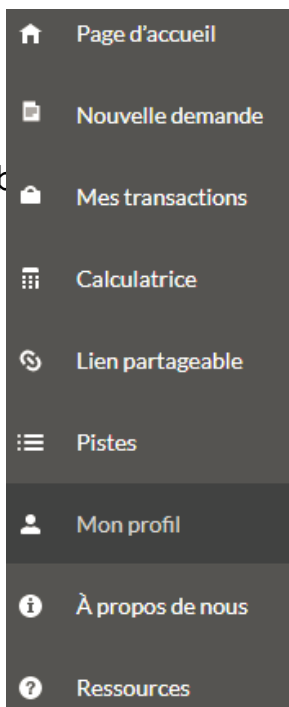 Page d'accueil
Nouvelle demande
Mes transactions
Calculatrice
Lien partageable
Pistes
Mon profil
À propos de nous
Ressources